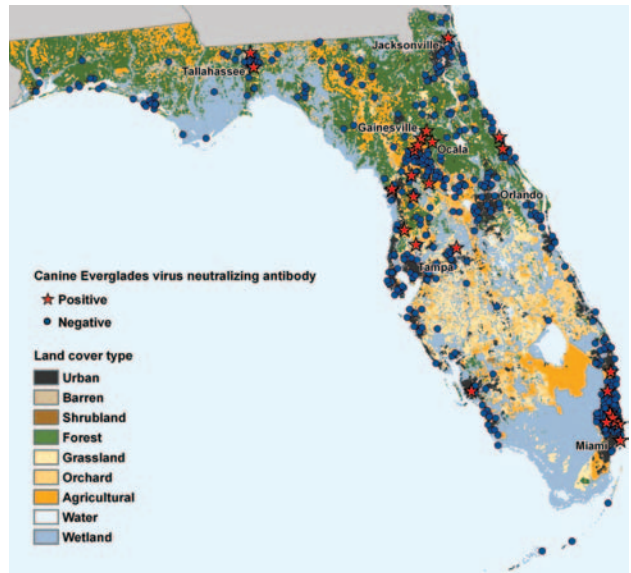 Jacksonville
Tallahassee
Gainesville
Ocala
Orlando
Tampa
Miami
Canine Everglades virus neutralizing antibody
Positive
Negative
Land cover type
Urban
Barren
Shrubland
Forest
Grassland
Orchard
Agricultural
Water
Wetland